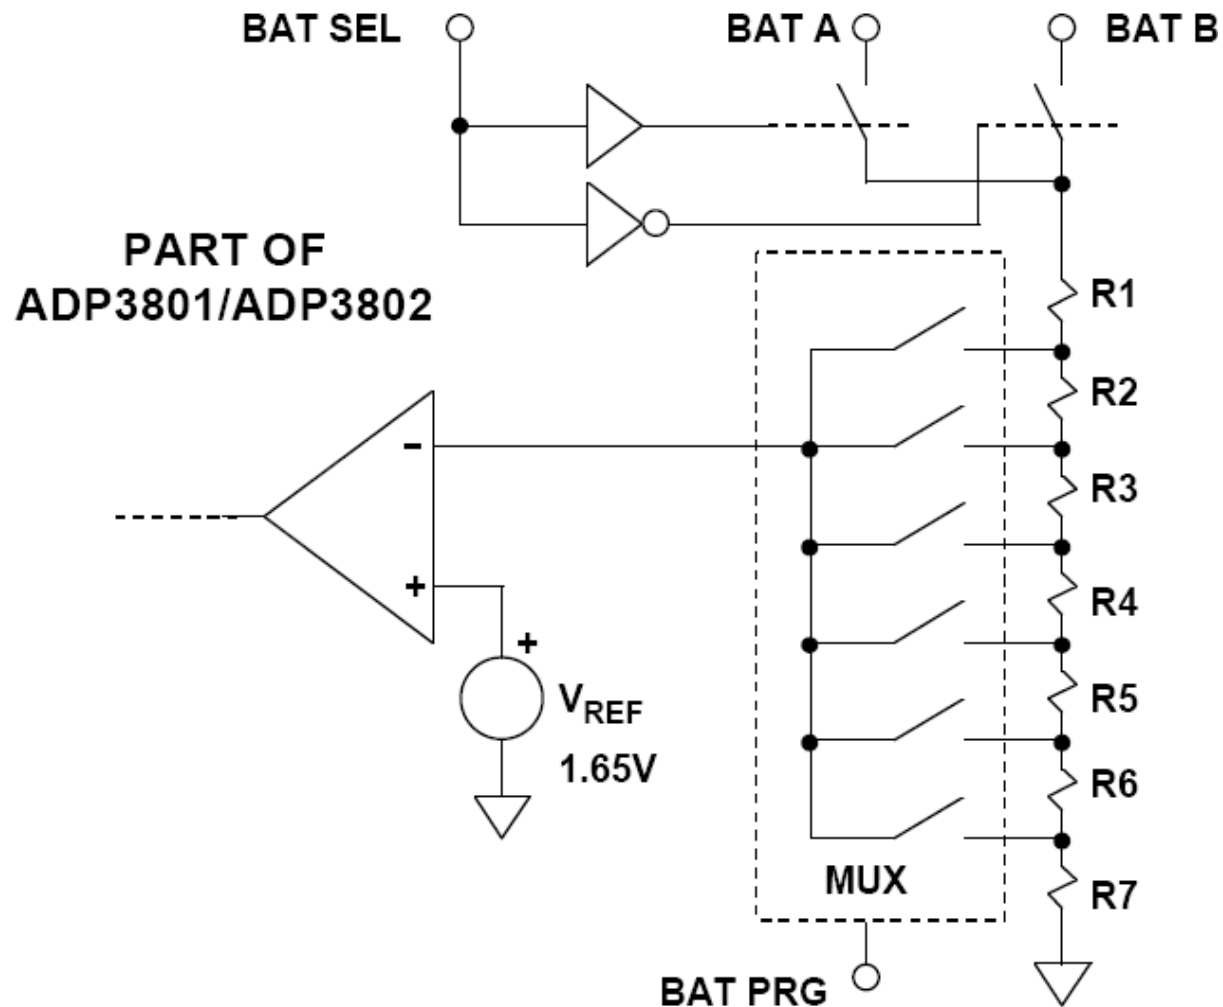 BAT SEL
BAT A
BAT B
PART OF
ADP3801/ADP3802
R1
R2
-
R3
+
R4
+
VREF
1.65V
R5
R6
MUX
R7
BAT PRG